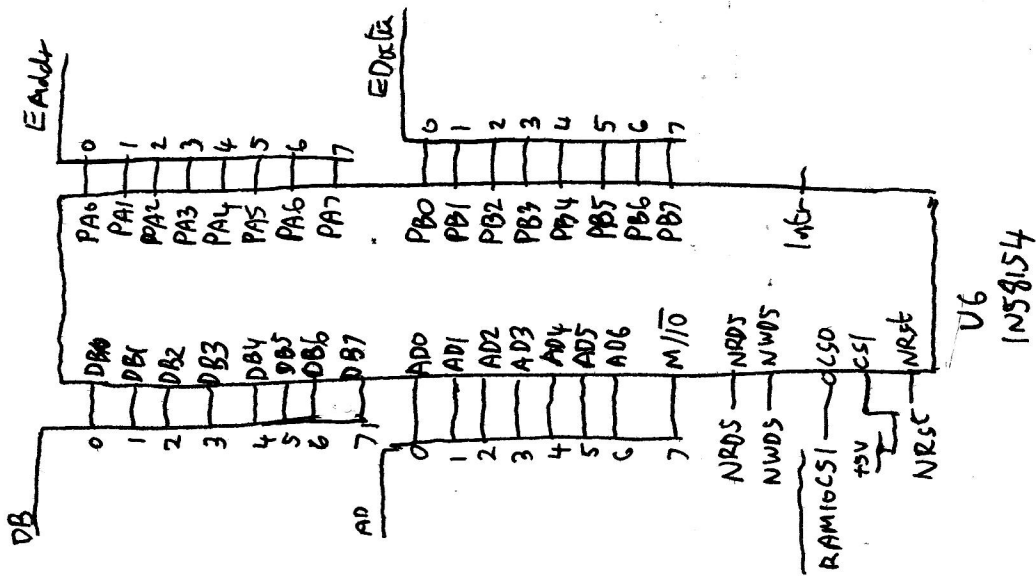 DB
EAddr
0 DB0 PA0 0
1 DB1 PA1 1
2 DB2 PA2 2
3 DB3 PA3 3
4 DB4 PA4 4
5 DB5 PA5 5
6 DB6 PA6 6
7 DB7 PA7 7
AD
EData
0 AD0 PB0 0
1 AD1 PB1 1
2 AD2 PB2 2
3 AD3 PB3 3
4 AD4 PB4 4
5 AD5 PB5 5
6 AD6 PB6 6
7 M/IO PB7 7
NRDS NRDS
NWDS NWDS
Intr
RAMIOCS1 CS0
+5V CS1
NRst NRst
U6
INS8154